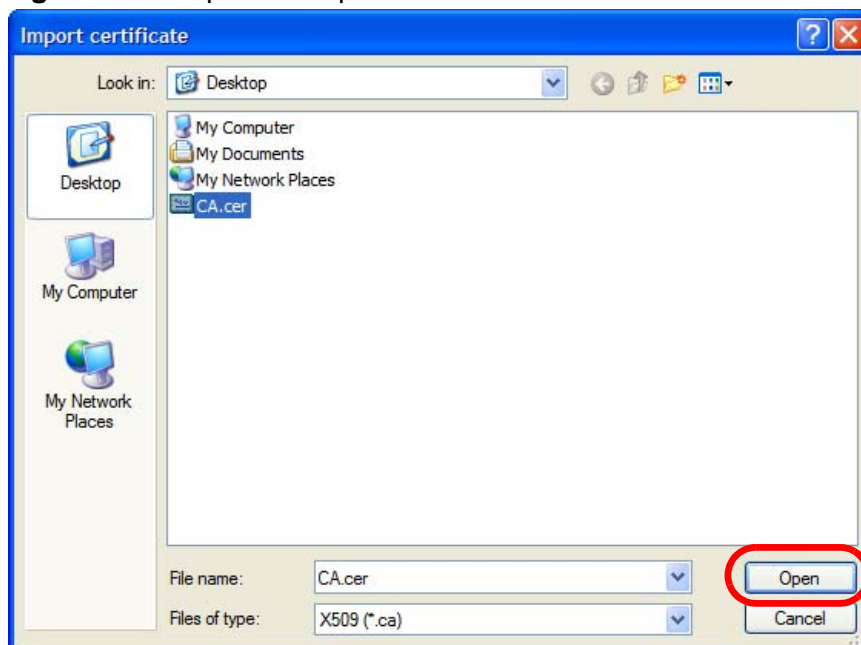 Import certificate
Look in: Desktop
My Computer
My Documents
My Network Places
CA.cer
Desktop
My Computer
My Network
Places
File name: CA.cer
Open
Files of type: X509 (*.ca)
Cancel